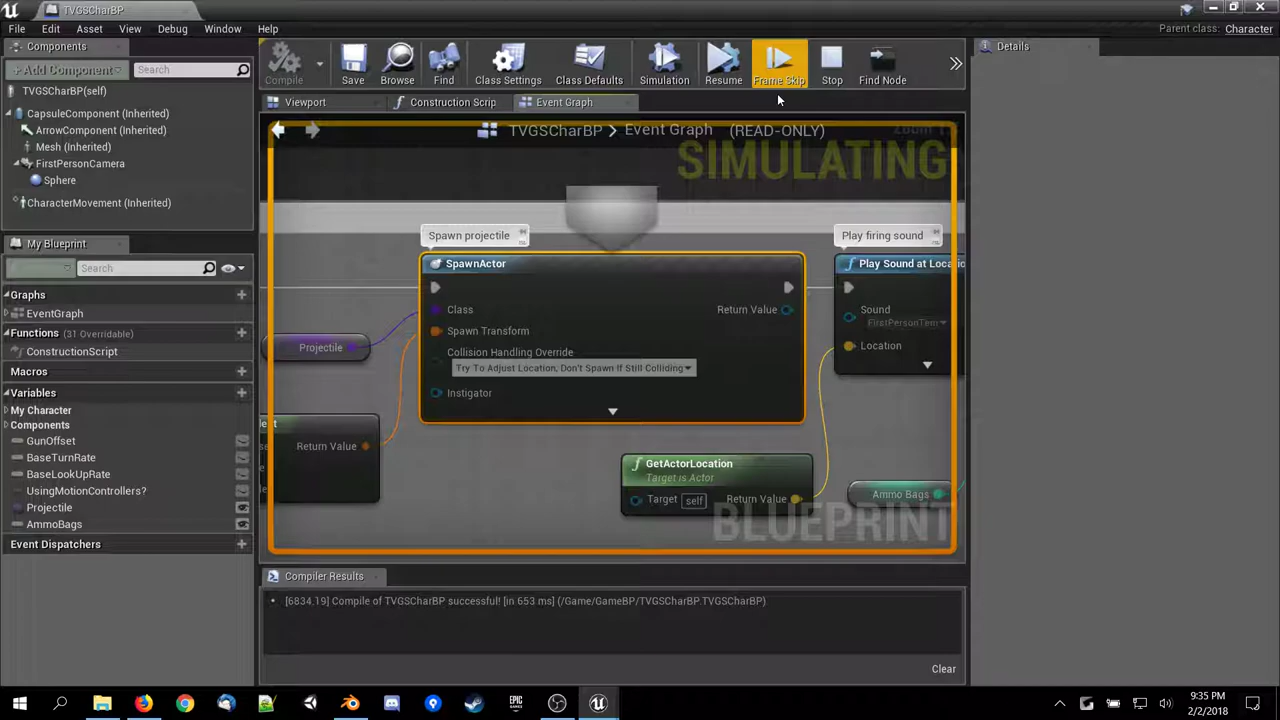 TVGSCharBP
File Edit Asset View Debug Window Help
Parent class: Character
Components
Add Component
Search
TVGSCharBP(self)
CapsuleComponent (Inherited)
ArrowComponent (Inherited)
Mesh (Inherited)
FirstPersonCamera
Sphere
CharacterMovement (Inherited)
My Blueprint
Search
Graphs
EventGraph
Functions (31 Overridable)
ConstructionScript
Macros
Variables
My Character
Components
GunOffset
BaseTurnRate
BaseLookUpRate
UsingMotionControllers?
Projectile
AmmoBags
Event Dispatchers
Compile
Save
Browse
Find
Class Settings
Class Defaults
Simulation
Resume
Frame Skip
Stop
Find Node
Viewport
Construction Scrip
Event Graph
TVGSCharBP > Event Graph (READ-ONLY)
SIMULATING
Spawn projectile
SpawnActor
Class
Return Value
Spawn Transform
Collision Handling Override
Try To Adjust Location, Don't Spawn If Still Colliding
Instigator
Projectile
Return Value
Play firing sound
Play Sound at Locatio
Sound
FirstPersonTem
Location
GetActorLocation
Target is Actor
Target self Return Value
Ammo Bags
BLUEPRINT
Compiler Results
[6834.19] Compile of TVGSCharBP successful! [in 653 ms] (/Game/GameBP/TVGSCharBP.TVGSCharBP)
Clear
Details
9:35 PM
2/2/2018